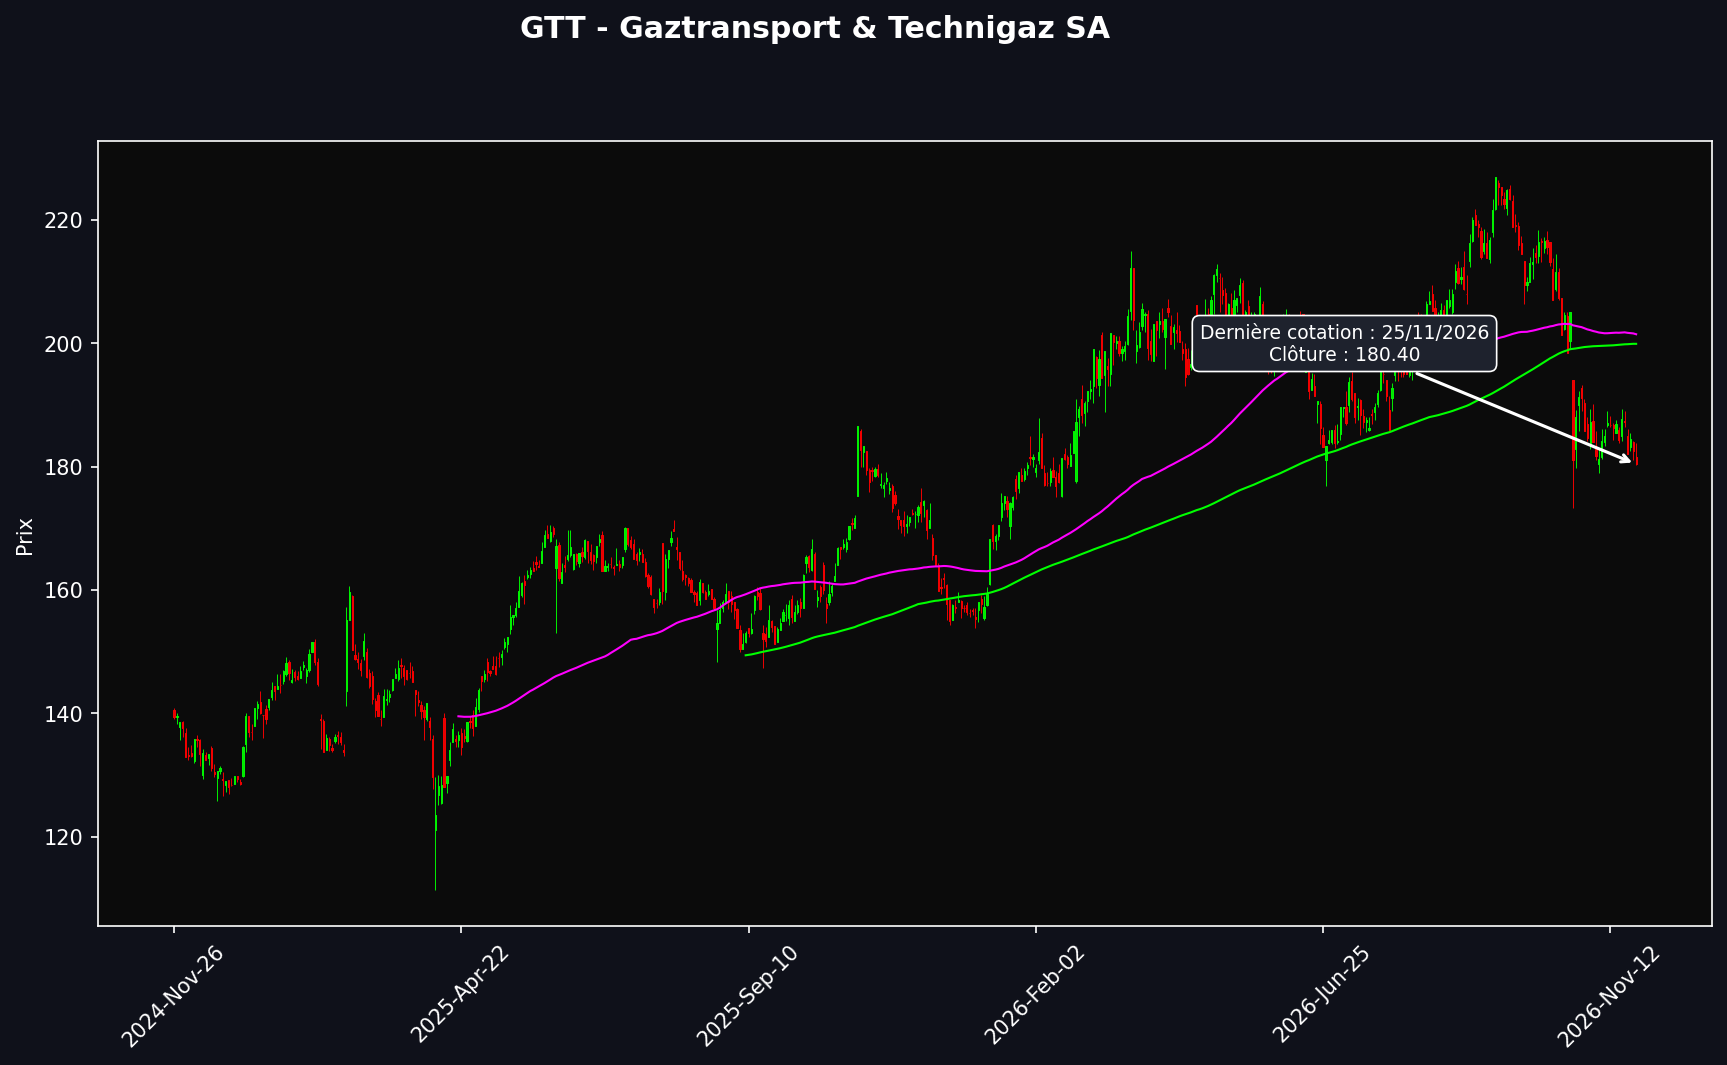 GTT - Gaztransport & Technigaz SA
Prix
220
200
180
160
140
120
Dernière cotation : 25/11/2026
Clôture : 180.40
2024-Nov-26
2025-Apr-22
2025-Sep-10
2026-Feb-02
2026-Jun-25
2026-Nov-12